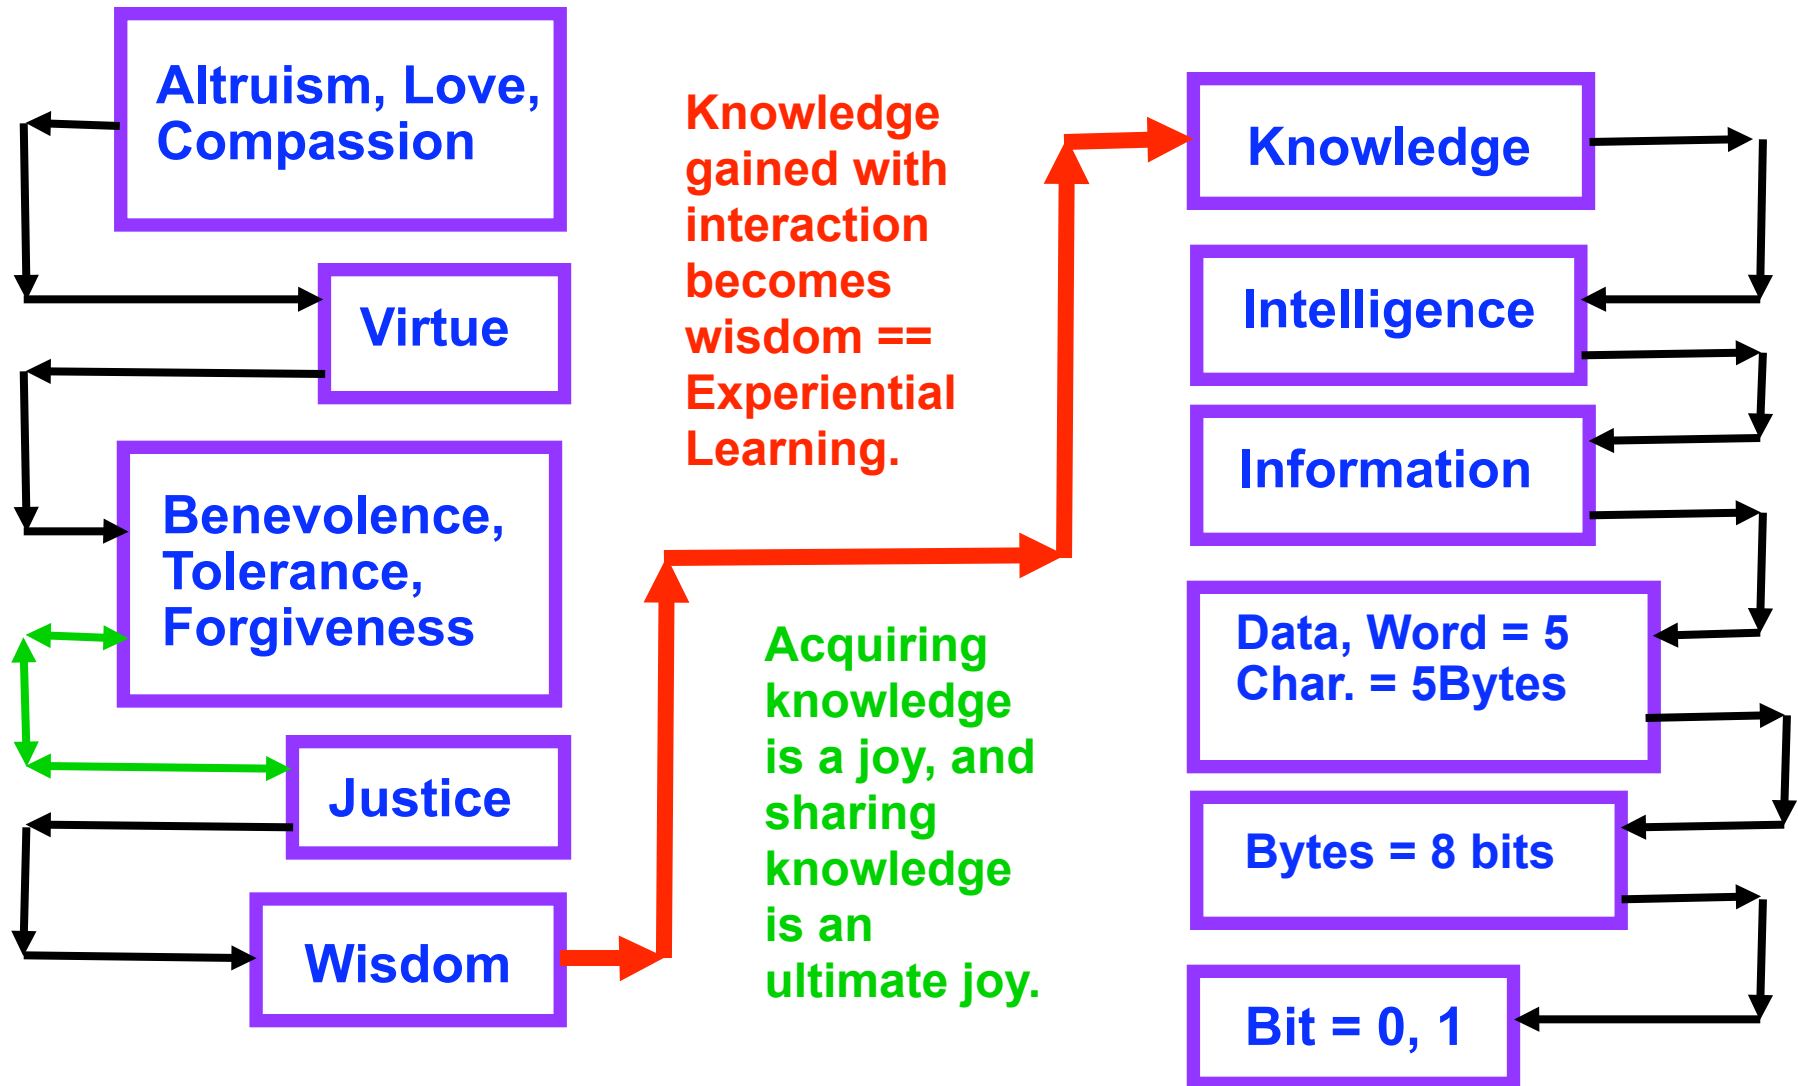 Altruism, Love,
Compassion
Virtue
Benevolence,
Tolerance,
Forgiveness
Justice
Wisdom
Knowledge
gained with
interaction
becomes
wisdom ==
Experiential
Learning.
Acquiring
knowledge
is a joy, and
sharing
knowledge
is an
ultimate joy.
Knowledge
Intelligence
Information
Data, Word = 5
Char. = 5Bytes
Bytes = 8 bits
Bit = 0, 1